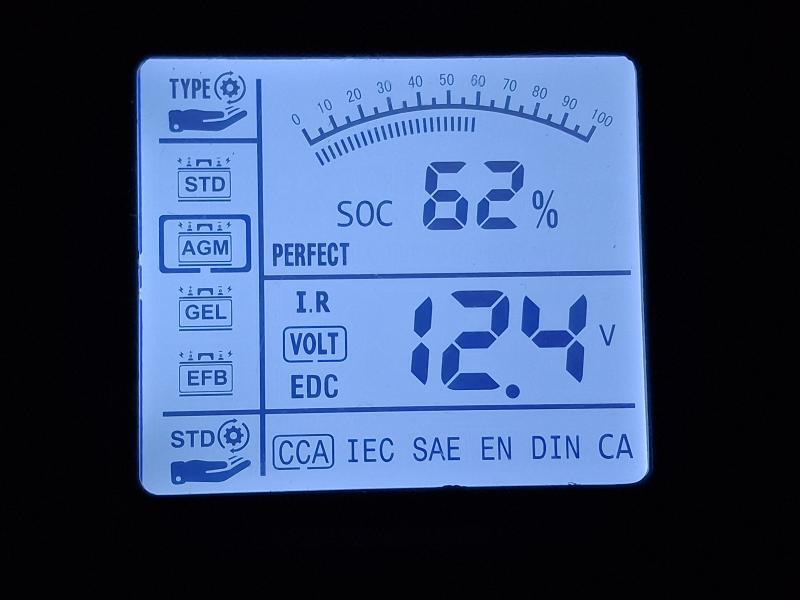 TYPE
0 10 20 30 40 50 60 70 80 90 100
STD
SOC 62%
AGM
PERFECT
GEL
I.R
VOLT
12.4 V
EFB
EDC
STD
CCA IEC SAE EN DIN CA